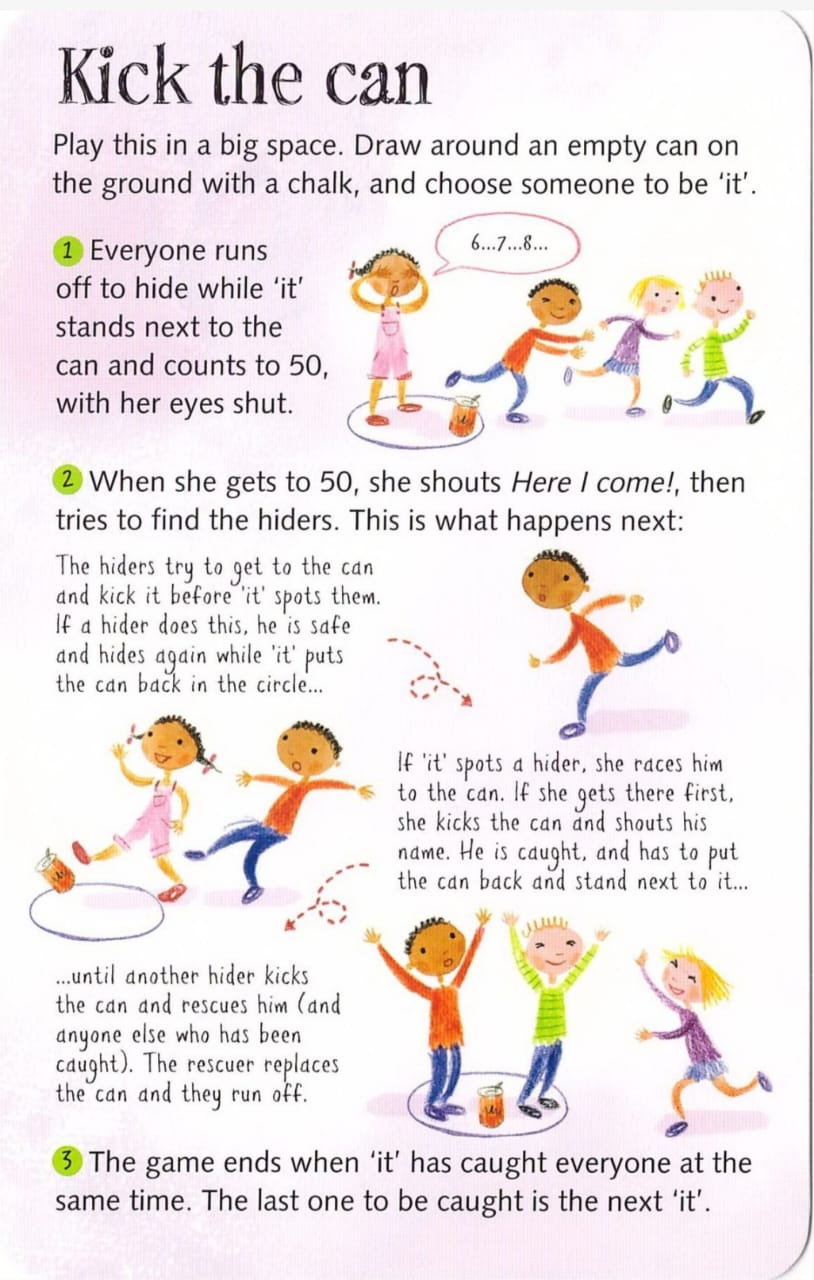 Kick the can
Play this in a big space. Draw around an empty can on
the ground with a chalk, and choose someone to be ‘it’.
1 Everyone runs
off to hide while ‘it’
stands next to the
can and counts to 50,
with her eyes shut.
6...7...8...
2 When she gets to 50, she shouts Here I come!, then
tries to find the hiders. This is what happens next:
The hiders try to get to the can
and kick it before 'it' spots them.
If a hider does this, he is safe
and hides again while 'it' puts
the can back in the circle...
If 'it' spots a hider, she races him
to the can. If she gets there first,
she kicks the can and shouts his
name. He is caught, and has to put
the can back and stand next to it...
...until another hider kicks
the can and rescues him (and
anyone else who has been
caught). The rescuer replaces
the can and they run off.
3 The game ends when ‘it’ has caught everyone at the
same time. The last one to be caught is the next ‘it’.